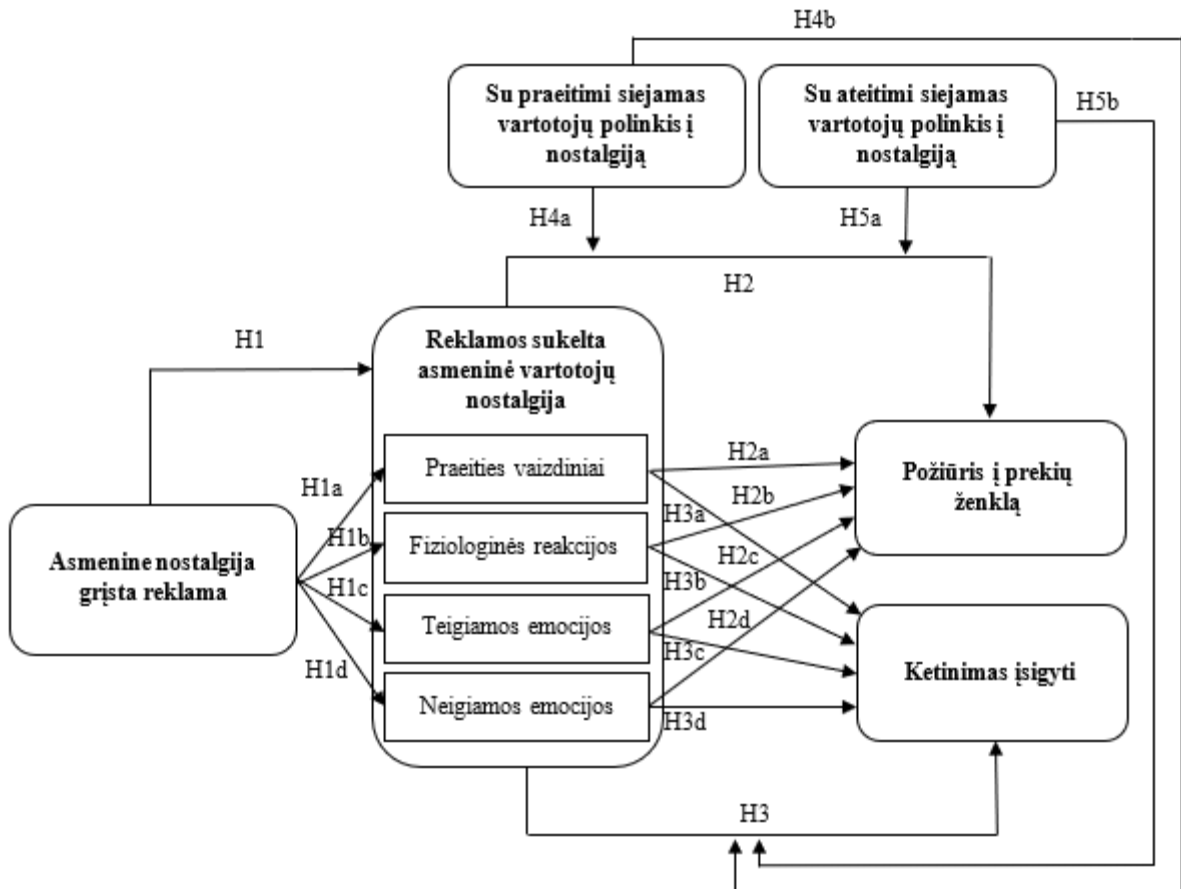 H4b
Su praeitimi siejamas
vartotojų polinkis į
nostalgiją
Su ateitimi siejamas
vartotojų polinkis į
nostalgiją
H5b
H4a
H5a
H2
H1
Reklamos sukelta
asmeninė vartotojų
nostalgija
Praeities vaizdiniai
Fiziologinės reakcijos
Teigiamos emocijos
Neigiamos emocijos
Asmenine nostalgija
grįsta reklama
H1a
H1b
H1c
H1d
H2a
H2b
H3a
H2c
H3b
H2d
H3c
H3d
Požiūris į prekių
ženklą
Ketinimas įsigyti
H3